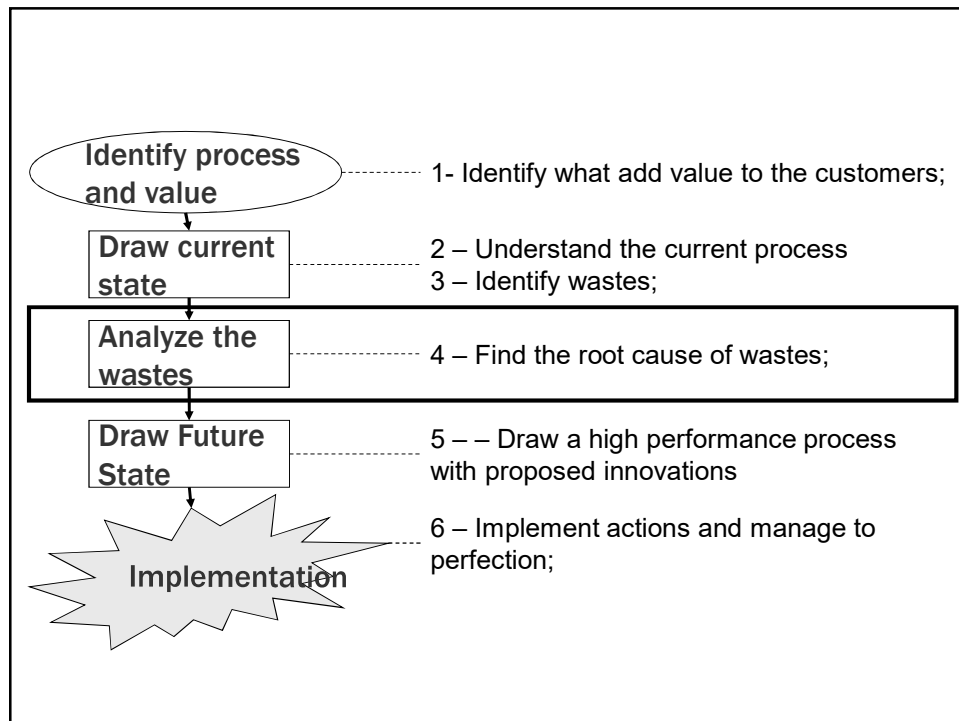 Identify process
and value
1- Identify what add value to the customers;
Draw current
state
2 – Understand the current process
3 – Identify wastes;
Analyze the
wastes
4 – Find the root cause of wastes;
Draw Future
State
5 – – Draw a high performance process
with proposed innovations
Implementation
6 – Implement actions and manage to
perfection;